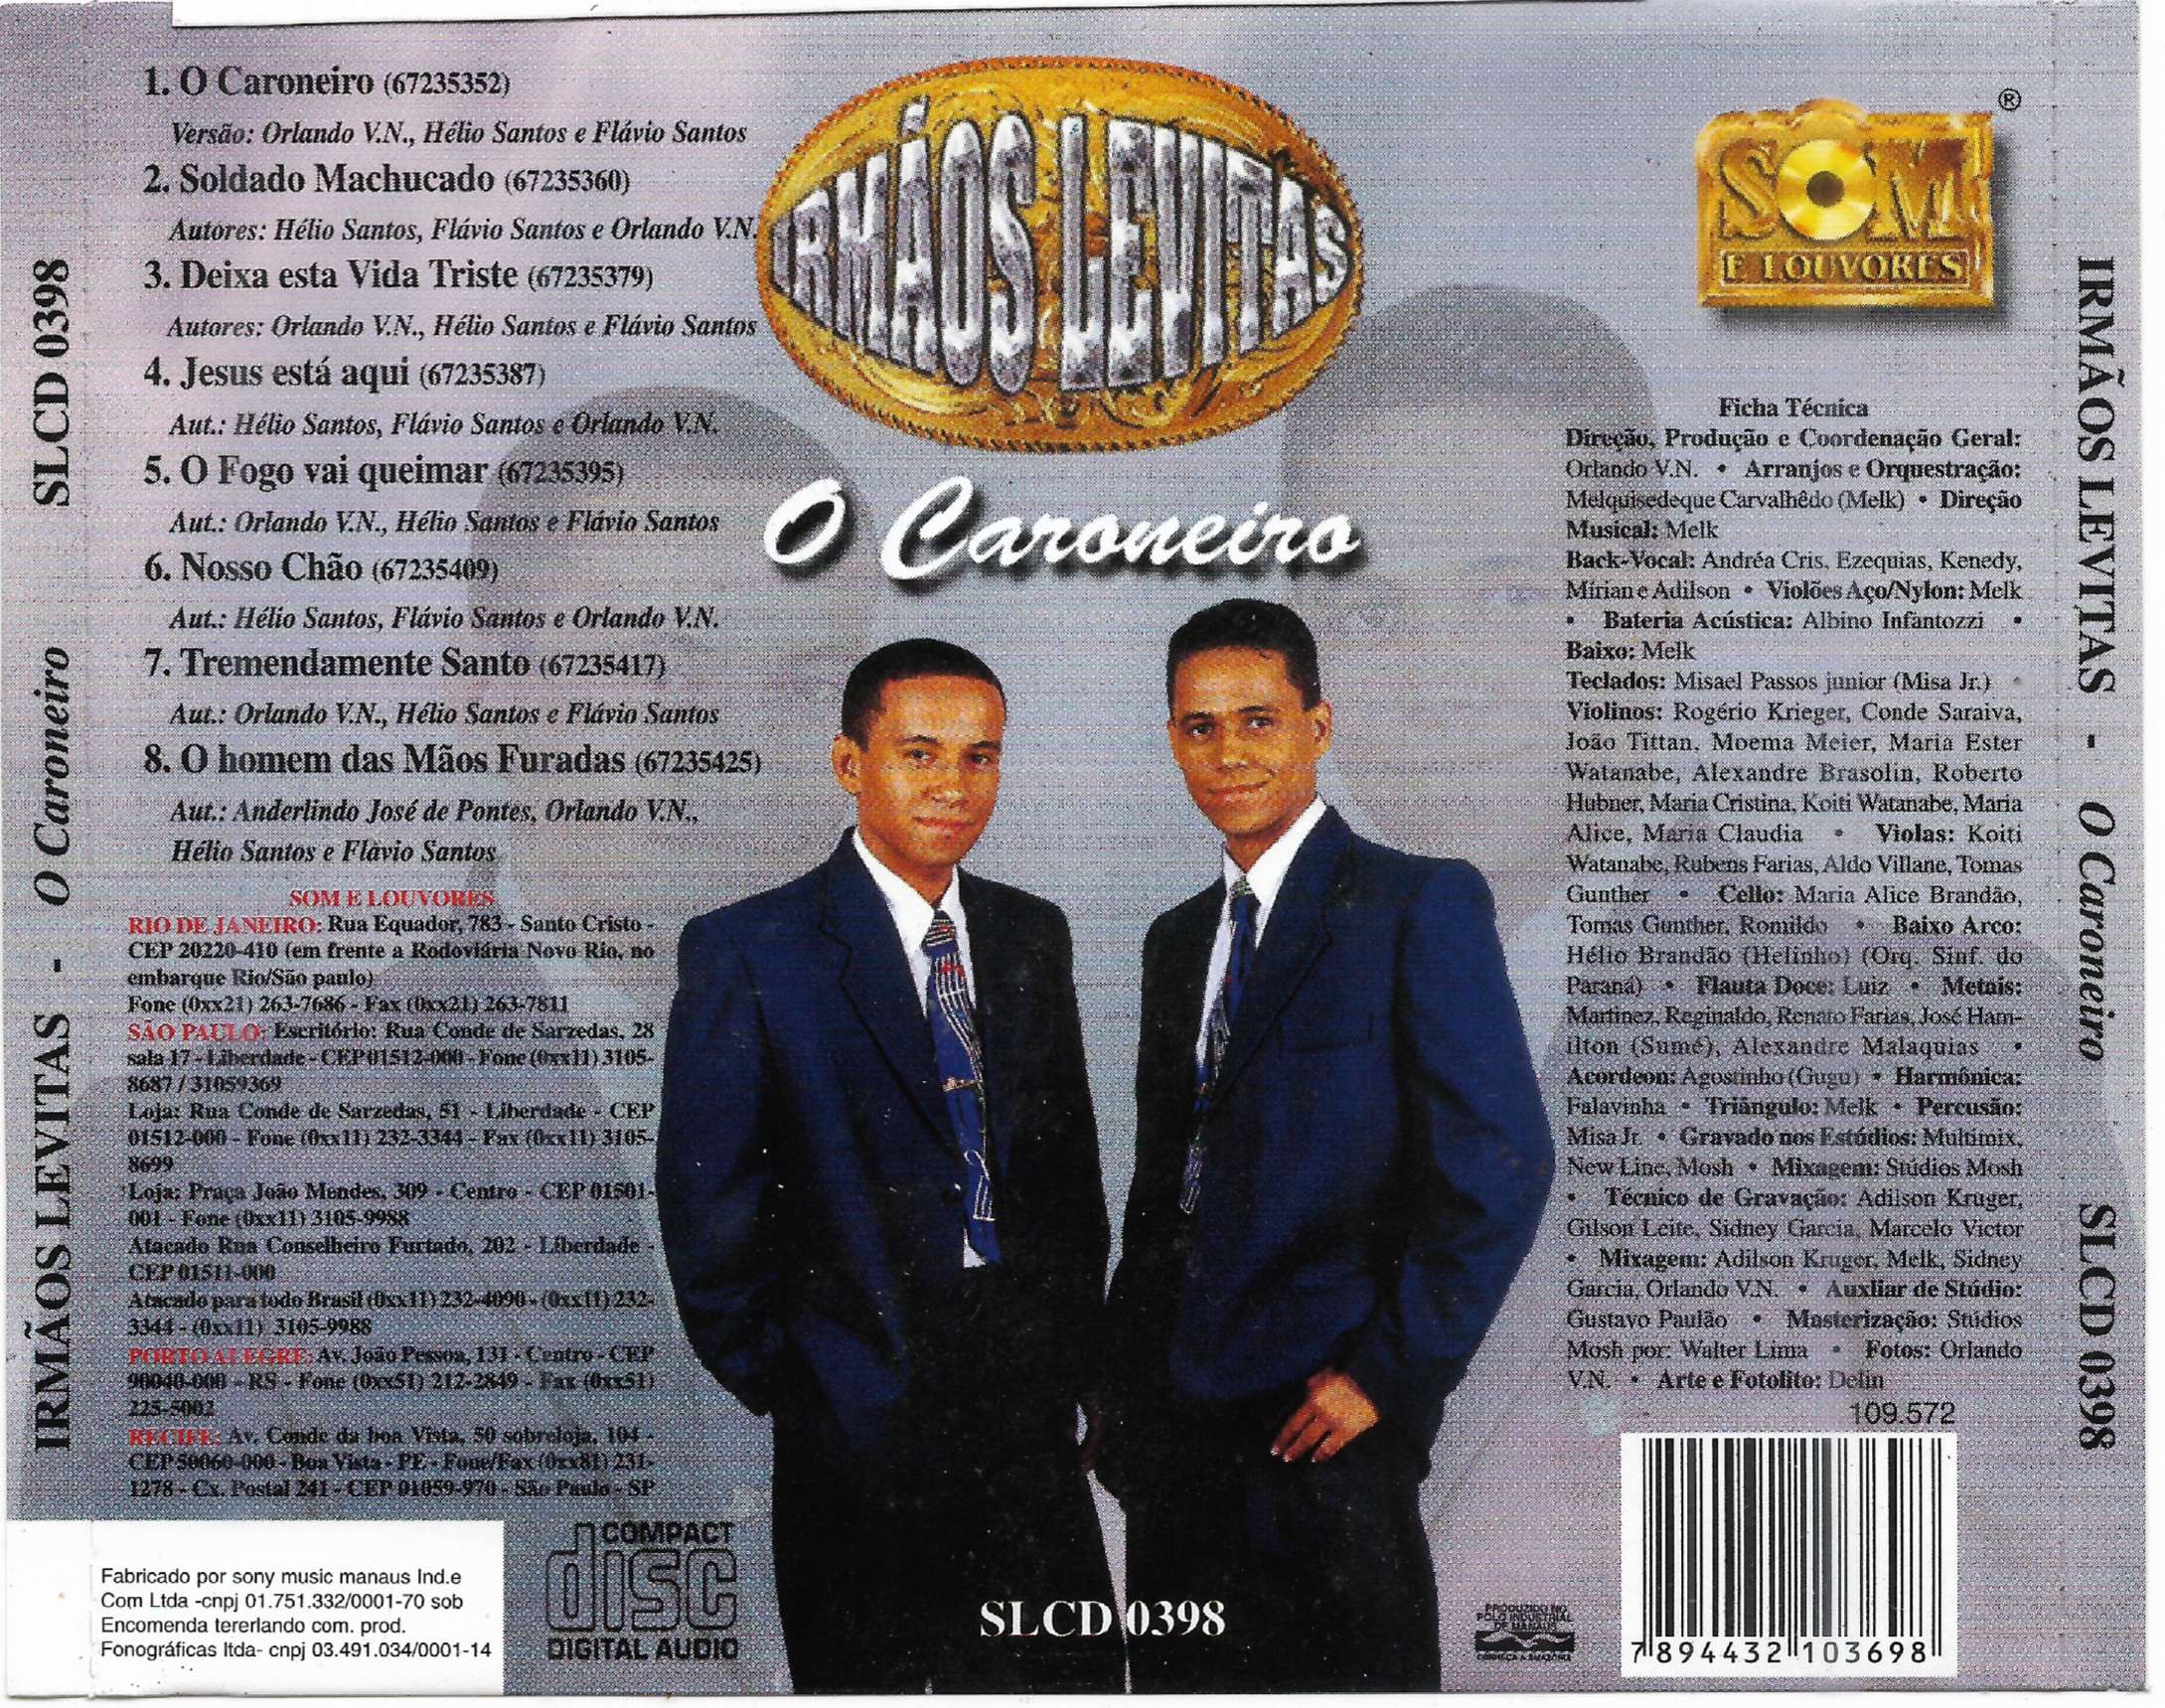 SLCD 0398
O Caroneiro
-
IRMÃOS LEVITAS
1. O Caroneiro (67235352)
Versão: Orlando V.N., Hélio Santos e Flávio Santos
2. Soldado Machucado (67235360)
Autores: Hélio Santos, Flávio Santos e Orlando V.N.
3. Deixa esta Vida Triste (67235379)
Autores: Orlando V.N., Hélio Santos e Flávio Santos
4. Jesus está aqui (67235387)
Aut.: Hélio Santos, Flávio Santos e Orlando V.N.
5. O Fogo vai queimar (67235395)
Aut.: Orlando V.N., Hélio Santos e Flávio Santos
6. Nosso Chão (67235409)
Aut.: Hélio Santos, Flávio Santos e Orlando V.N.
7. Tremendamente Santo (67235417)
Aut.: Orlando V.N., Hélio Santos e Flávio Santos
8. O homem das Mãos Furadas (67235425)
Aut.: Anderlindo José de Pontes, Orlando V.N.,
Hélio Santos e Flávio Santos
SOM E LOUVORES
RIO DE JANEIRO: Rua Equador, 783 - Santo Cristo -
CEP 20220-410 (em frente a Rodoviária Novo Rio, no
embarque Rio/São paulo)
Fone (0xx21) 263-7686 - Fax (0xx21) 263-7811
SÃO PAULO: Escritório: Rua Conde de Sarzedas, 28
sala 17 - Liberdade - CEP 01512-000 - Fone (0xx11) 3105-
8687 / 31059369
Loja: Rua Conde de Sarzedas, 51 - Liberdade - CEP
01512-000 - Fone (0xx11) 232-3344 - Fax (0xx11) 3105-
8699
Loja: Praça João Mendes, 309 - Centro - CEP 01501-
001 - Fone (0xx11) 3105-9988
Atacado Rua Conselheiro Furtado, 202 - Liberdade -
CEP 01511-000
Atacado para todo Brasil (0xx11) 232-4090 - (0xx11) 232-
3344 - (0xx11) 3105-9988
PORTO ALEGRE: Av. João Pessoa, 131 - Centro - CEP
90040-000 - RS - Fone (0xx51) 212-2849 - Fax (0xx51)
225-5002
RECIFE: Av. Conde da boa Vista, 50 sobreloja, 104 -
CEP 50060-000 - Boa Vista - PE - Fone/Fax (0xx81) 231-
1278 - Cx. Postal 241 - CEP 01059-970 - São Paulo - SP
Fabricado por sony music manaus Ind.e
Com Ltda -cnpj 01.751.332/0001-70 sob
Encomenda tererlando com. prod.
Fonográficas ltda- cnpj 03.491.034/0001-14
COMPACT
disc
DIGITAL AUDIO
IRMÃOS LEVITAS
O Caroneiro
SLCD 0398
®
SOM
E LOUVORES
Ficha Técnica
Direção, Produção e Coordenação Geral:
Orlando V.N. • Arranjos e Orquestração:
Melquisedeque Carvalhêdo (Melk) • Direção
Musical: Melk
Back-Vocal: Andréa Cris, Ezequias, Kenedy,
Mírian e Adilson • Violões Aço/Nylon: Melk
• Bateria Acústica: Albino Infantozzi •
Baixo: Melk
Teclados: Misael Passos junior (Misa Jr.) •
Violinos: Rogério Krieger, Conde Saraiva,
João Tittan, Moema Meier, Maria Ester
Watanabe, Alexandre Brasolin, Roberto
Hubner, Maria Cristina, Koiti Watanabe, Maria
Alice, Maria Claudia • Violas: Koiti
Watanabe, Rubens Farias, Aldo Villane, Tomas
Gunther • Cello: Maria Alice Brandão,
Tomas Gunther, Romildo • Baixo Arco:
Hélio Brandão (Helinho) (Orq. Sinf. do
Paraná) • Flauta Doce: Luiz • Metais:
Martinez, Reginaldo, Renato Farias, José Ham-
ilton (Sumé), Alexandre Malaquias •
Acordeon: Agostinho (Gugu) • Harmônica:
Falavinha • Triângulo: Melk • Percusão:
Misa Jr. • Gravado nos Estúdios: Multimix,
New Line, Mosh • Mixagem: Stúdios Mosh
• Técnico de Gravação: Adilson Kruger,
Gilson Leite, Sidney Garcia, Marcelo Victor
• Mixagem: Adilson Kruger, Melk, Sidney
Garcia, Orlando V.N. • Auxliar de Stúdio:
Gustavo Paulão • Masterização: Stúdios
Mosh por: Walter Lima • Fotos: Orlando
V.N. • Arte e Fotolito: Delin
109.572
PRODUZIDO NO
PÓLO INDUSTRIAL
DE MANAUS
CONHEÇA A AMAZÔNIA
7 894432 103698
IRMÃOS LEVITAS
-
O Caroneiro
SLCD 0398